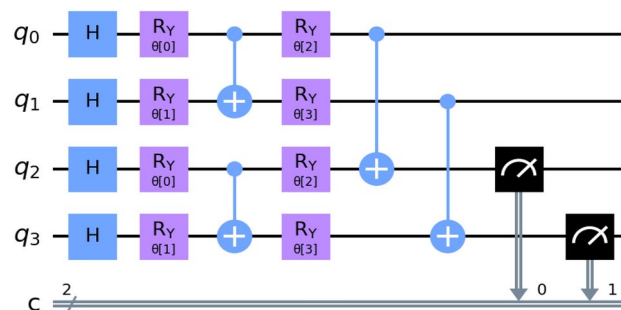 q0 H RY θ[0] RY θ[2]
q1 H RY θ[1] RY θ[3]
q2 H RY θ[0] RY θ[2]
q3 H RY θ[1] RY θ[3]
c 2 0 1